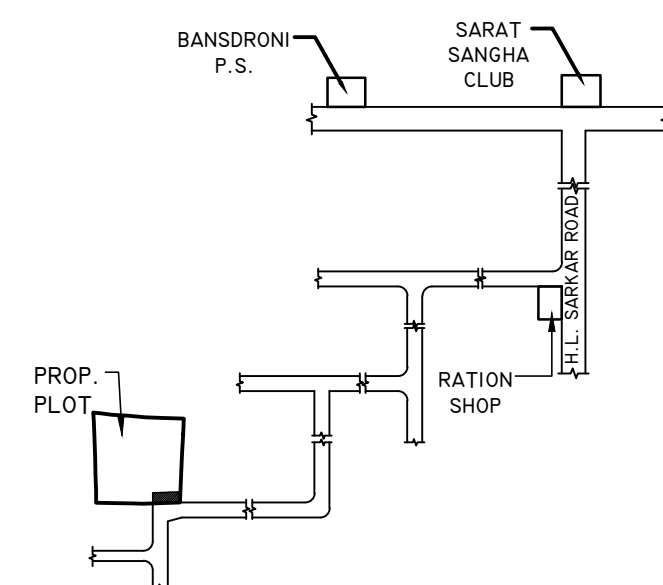 BANSDRONI
P.S.
SARAT
SANGHA
CLUB
H.L. SARKAR ROAD
RATION
SHOP
PROP.
PLOT